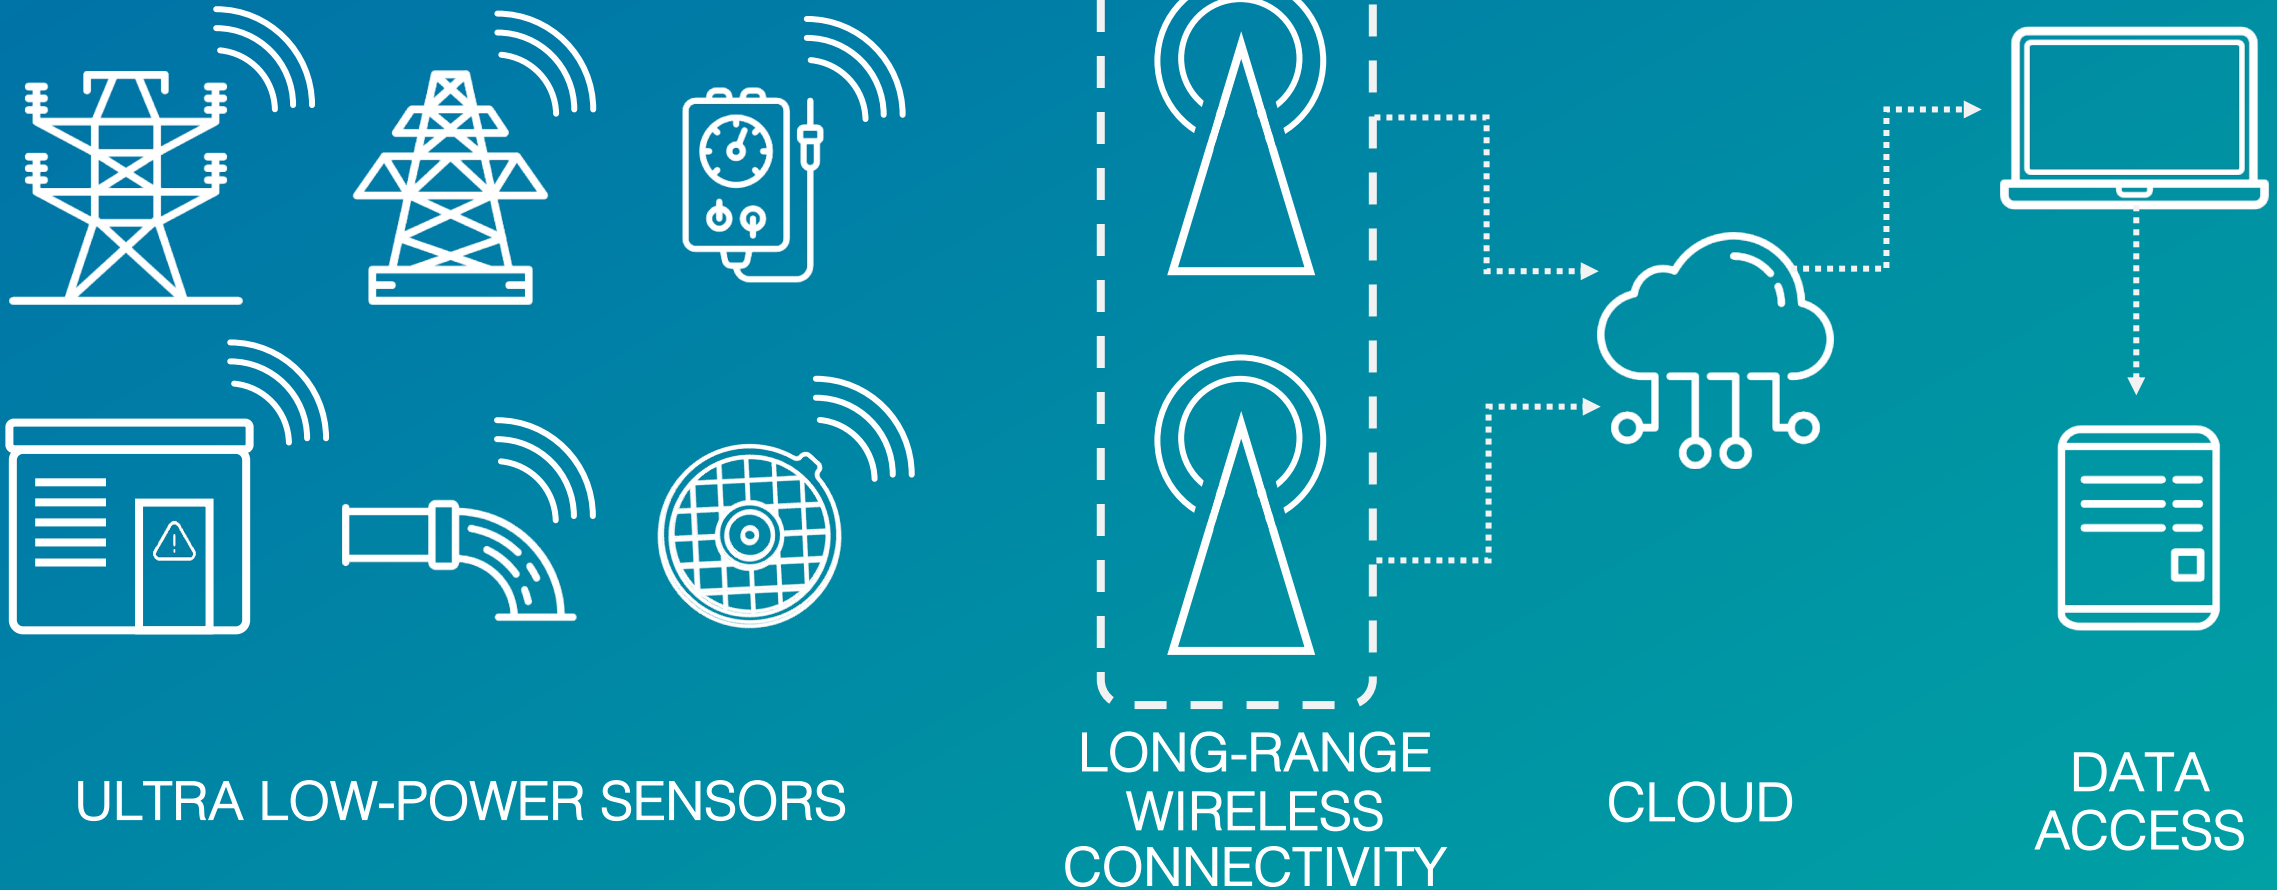 ULTRA LOW-POWER SENSORS
LONG-RANGE
WIRELESS
CONNECTIVITY
CLOUD
DATA
ACCESS